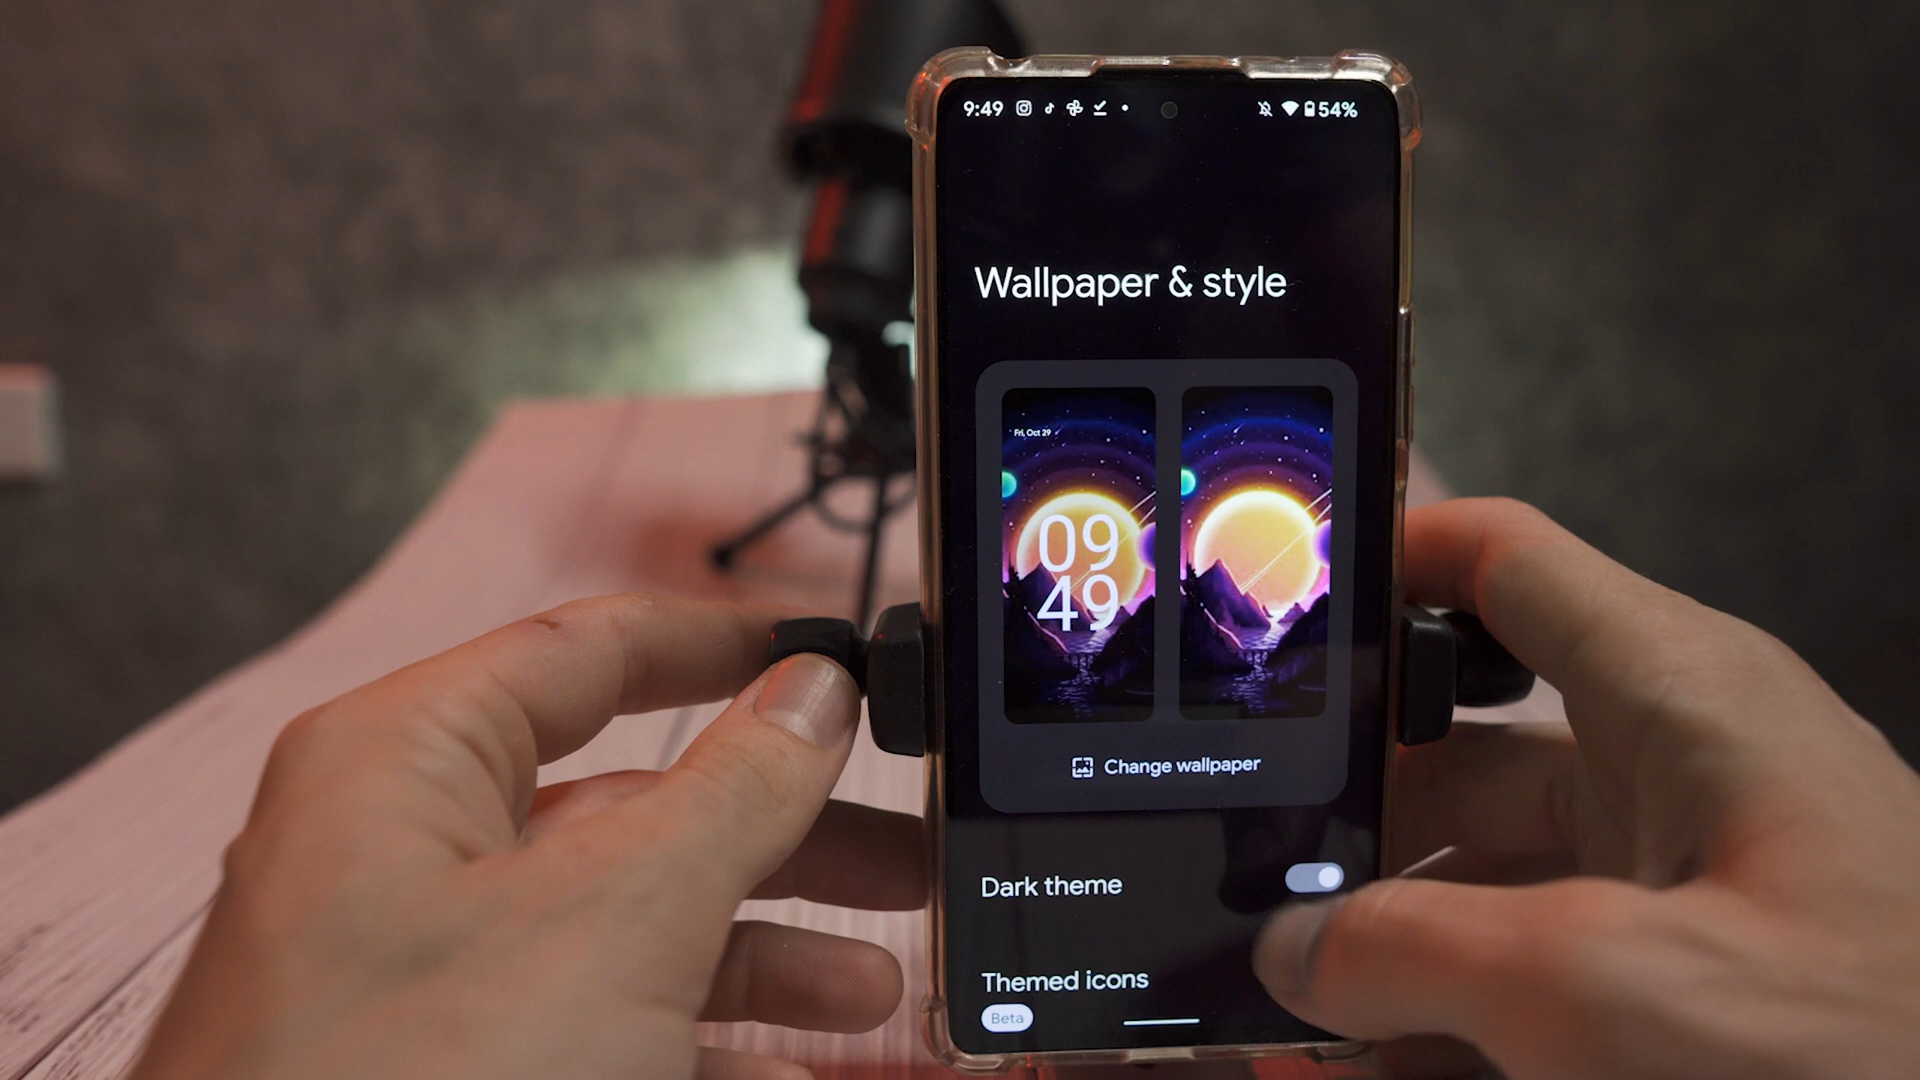 9:49 54%
Wallpaper & style
Fri, Oct 29
09
49
Change wallpaper
Dark theme
Themed icons
Beta